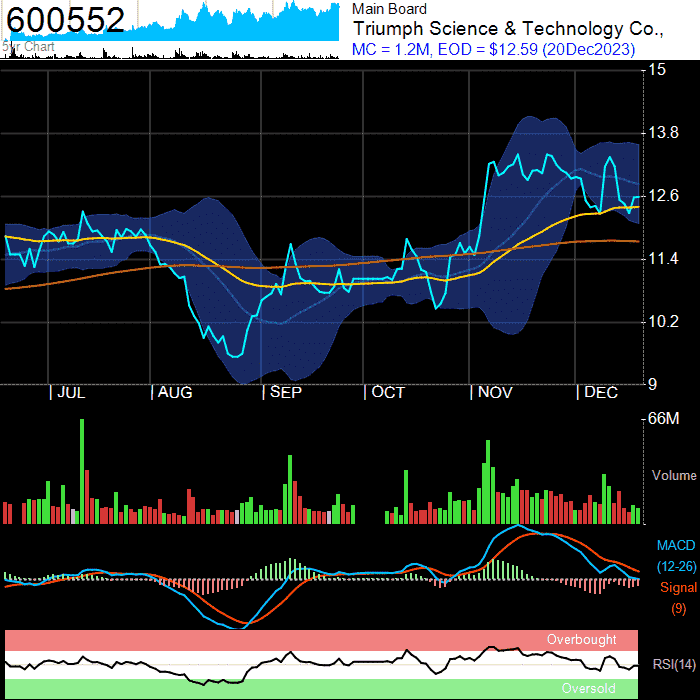 600552
5yr Chart
Main Board
Triumph Science & Technology Co.,
MC = 1.2M, EOD = $12.59 (20Dec2023)
15
13.8
12.6
11.4
10.2
9
| JUL | AUG | SEP | OCT | NOV | DEC
66M
Volume
MACD
(12-26)
Signal
(9)
Overbought
RSI(14)
Oversold